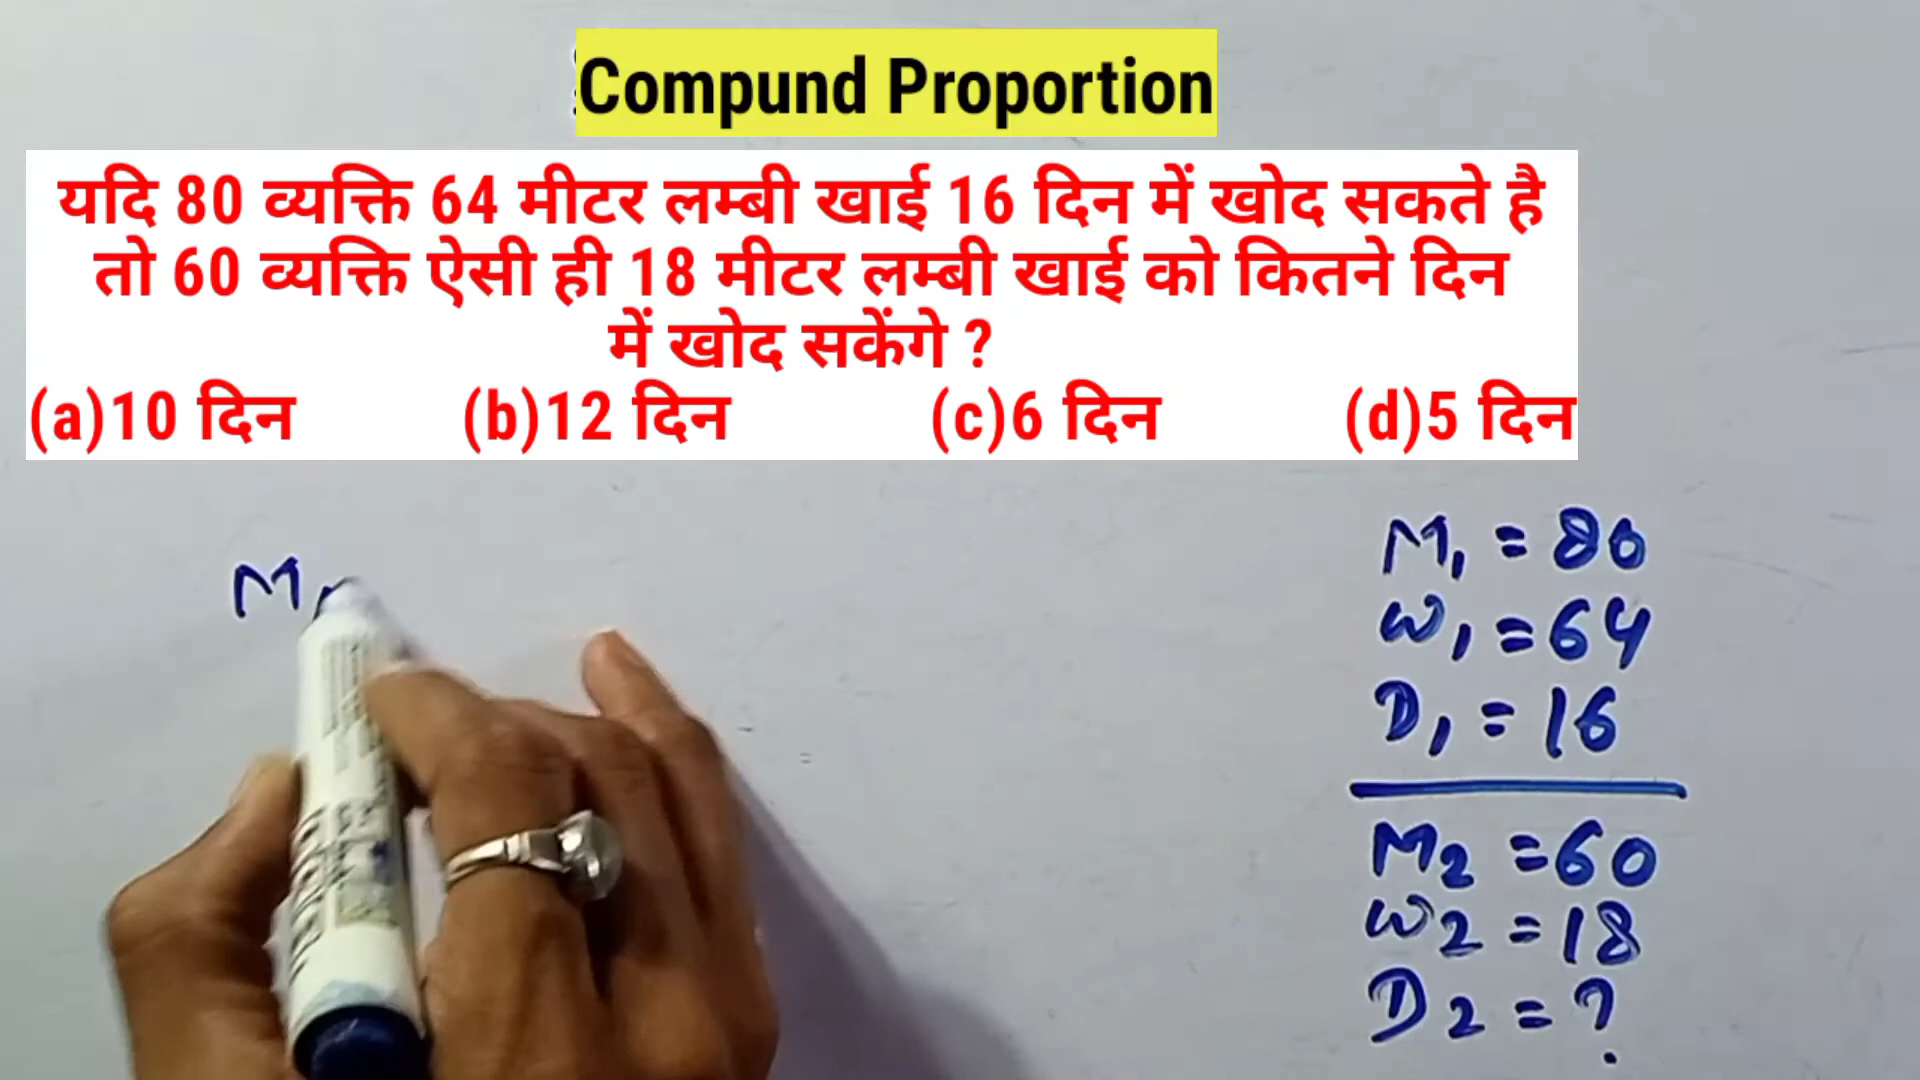 Compund Proportion
यदि 80 व्यक्ति 64 मीटर लम्बी खाई 16 दिन में खोद सकते है
तो 60 व्यक्ति ऐसी ही 18 मीटर लम्बी खाई को कितने दिन
में खोद सकेंगे ?
(a)10 दिन (b)12 दिन (c)6 दिन (d)5 दिन
M1
M1 = 80
W1 = 64
D1 = 16
M2 = 60
W2 = 18
D2 = ?